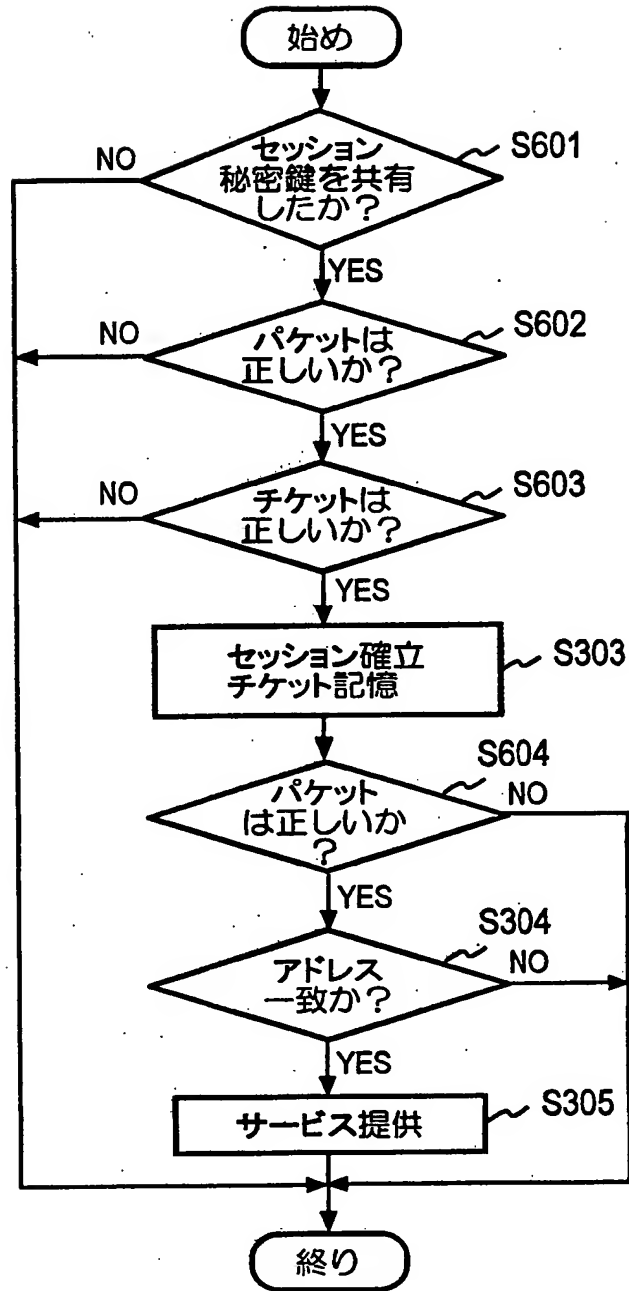 始め
セッション
秘密鍵を共有
したか？
S601
NO
YES
パケットは
正しいか？
S602
NO
YES
チケットは
正しいか？
S603
NO
YES
セッション確立
チケット記憶
S303
パケット
は正しいか
？
S604
NO
YES
アドレス
一致か？
S304
NO
YES
サービス提供
S305
終り